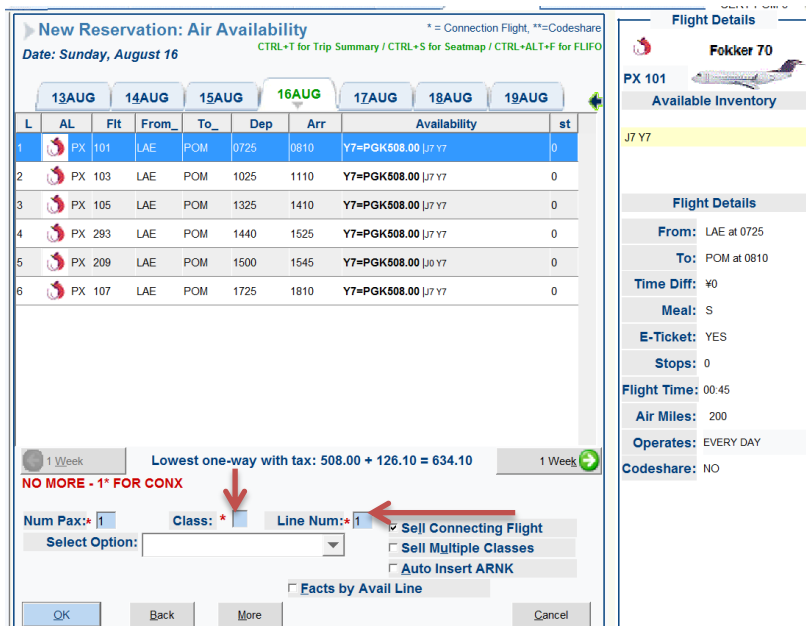 New Reservation: Air Availability
* = Connection Flight, **=Codeshare
Date: Sunday, August 16
CTRL+T for Trip Summary / CTRL+S for Seatmap / CTRL+ALT+F for FLIFO
13AUG 14AUG 15AUG 16AUG 17AUG 18AUG 19AUG
L AL Flt From_ To_ Dep Arr Availability st
1 PX 101 LAE POM 0725 0810 Y7=PGK508.00 |J7 Y7 0
2 PX 103 LAE POM 1025 1110 Y7=PGK508.00 |J7 Y7 0
3 PX 105 LAE POM 1325 1410 Y7=PGK508.00 |J7 Y7 0
4 PX 293 LAE POM 1440 1525 Y7=PGK508.00 |J7 Y7 0
5 PX 209 LAE POM 1500 1545 Y7=PGK508.00 |J0 Y7 0
6 PX 107 LAE POM 1725 1810 Y7=PGK508.00 |J7 Y7 0
1 Week Lowest one-way with tax: 508.00 + 126.10 = 634.10 1 Week
NO MORE - 1* FOR CONX
Num Pax:* 1 Class: * Line Num:* 1
Sell Connecting Flight
Select Option:
Sell Multiple Classes
Auto Insert ARNK
Facts by Avail Line
OK Back More Cancel
Flight Details
Fokker 70
PX 101
Available Inventory
J7 Y7
Flight Details
From: LAE at 0725
To: POM at 0810
Time Diff: ¥0
Meal: S
E-Ticket: YES
Stops: 0
Flight Time: 00:45
Air Miles: 200
Operates: EVERY DAY
Codeshare: NO